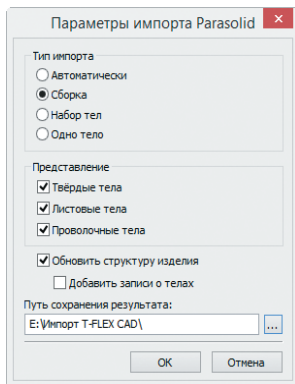 Параметры импорта Parasolid
Тип импорта
Автоматически
Сборка
Набор тел
Одно тело
Представление
Твёрдые тела
Листовые тела
Проволочные тела
Обновить структуру изделия
Добавить записи о телах
Путь сохранения результата:
E:\Импорт T-FLEX CAD\
...
ОК
Отмена